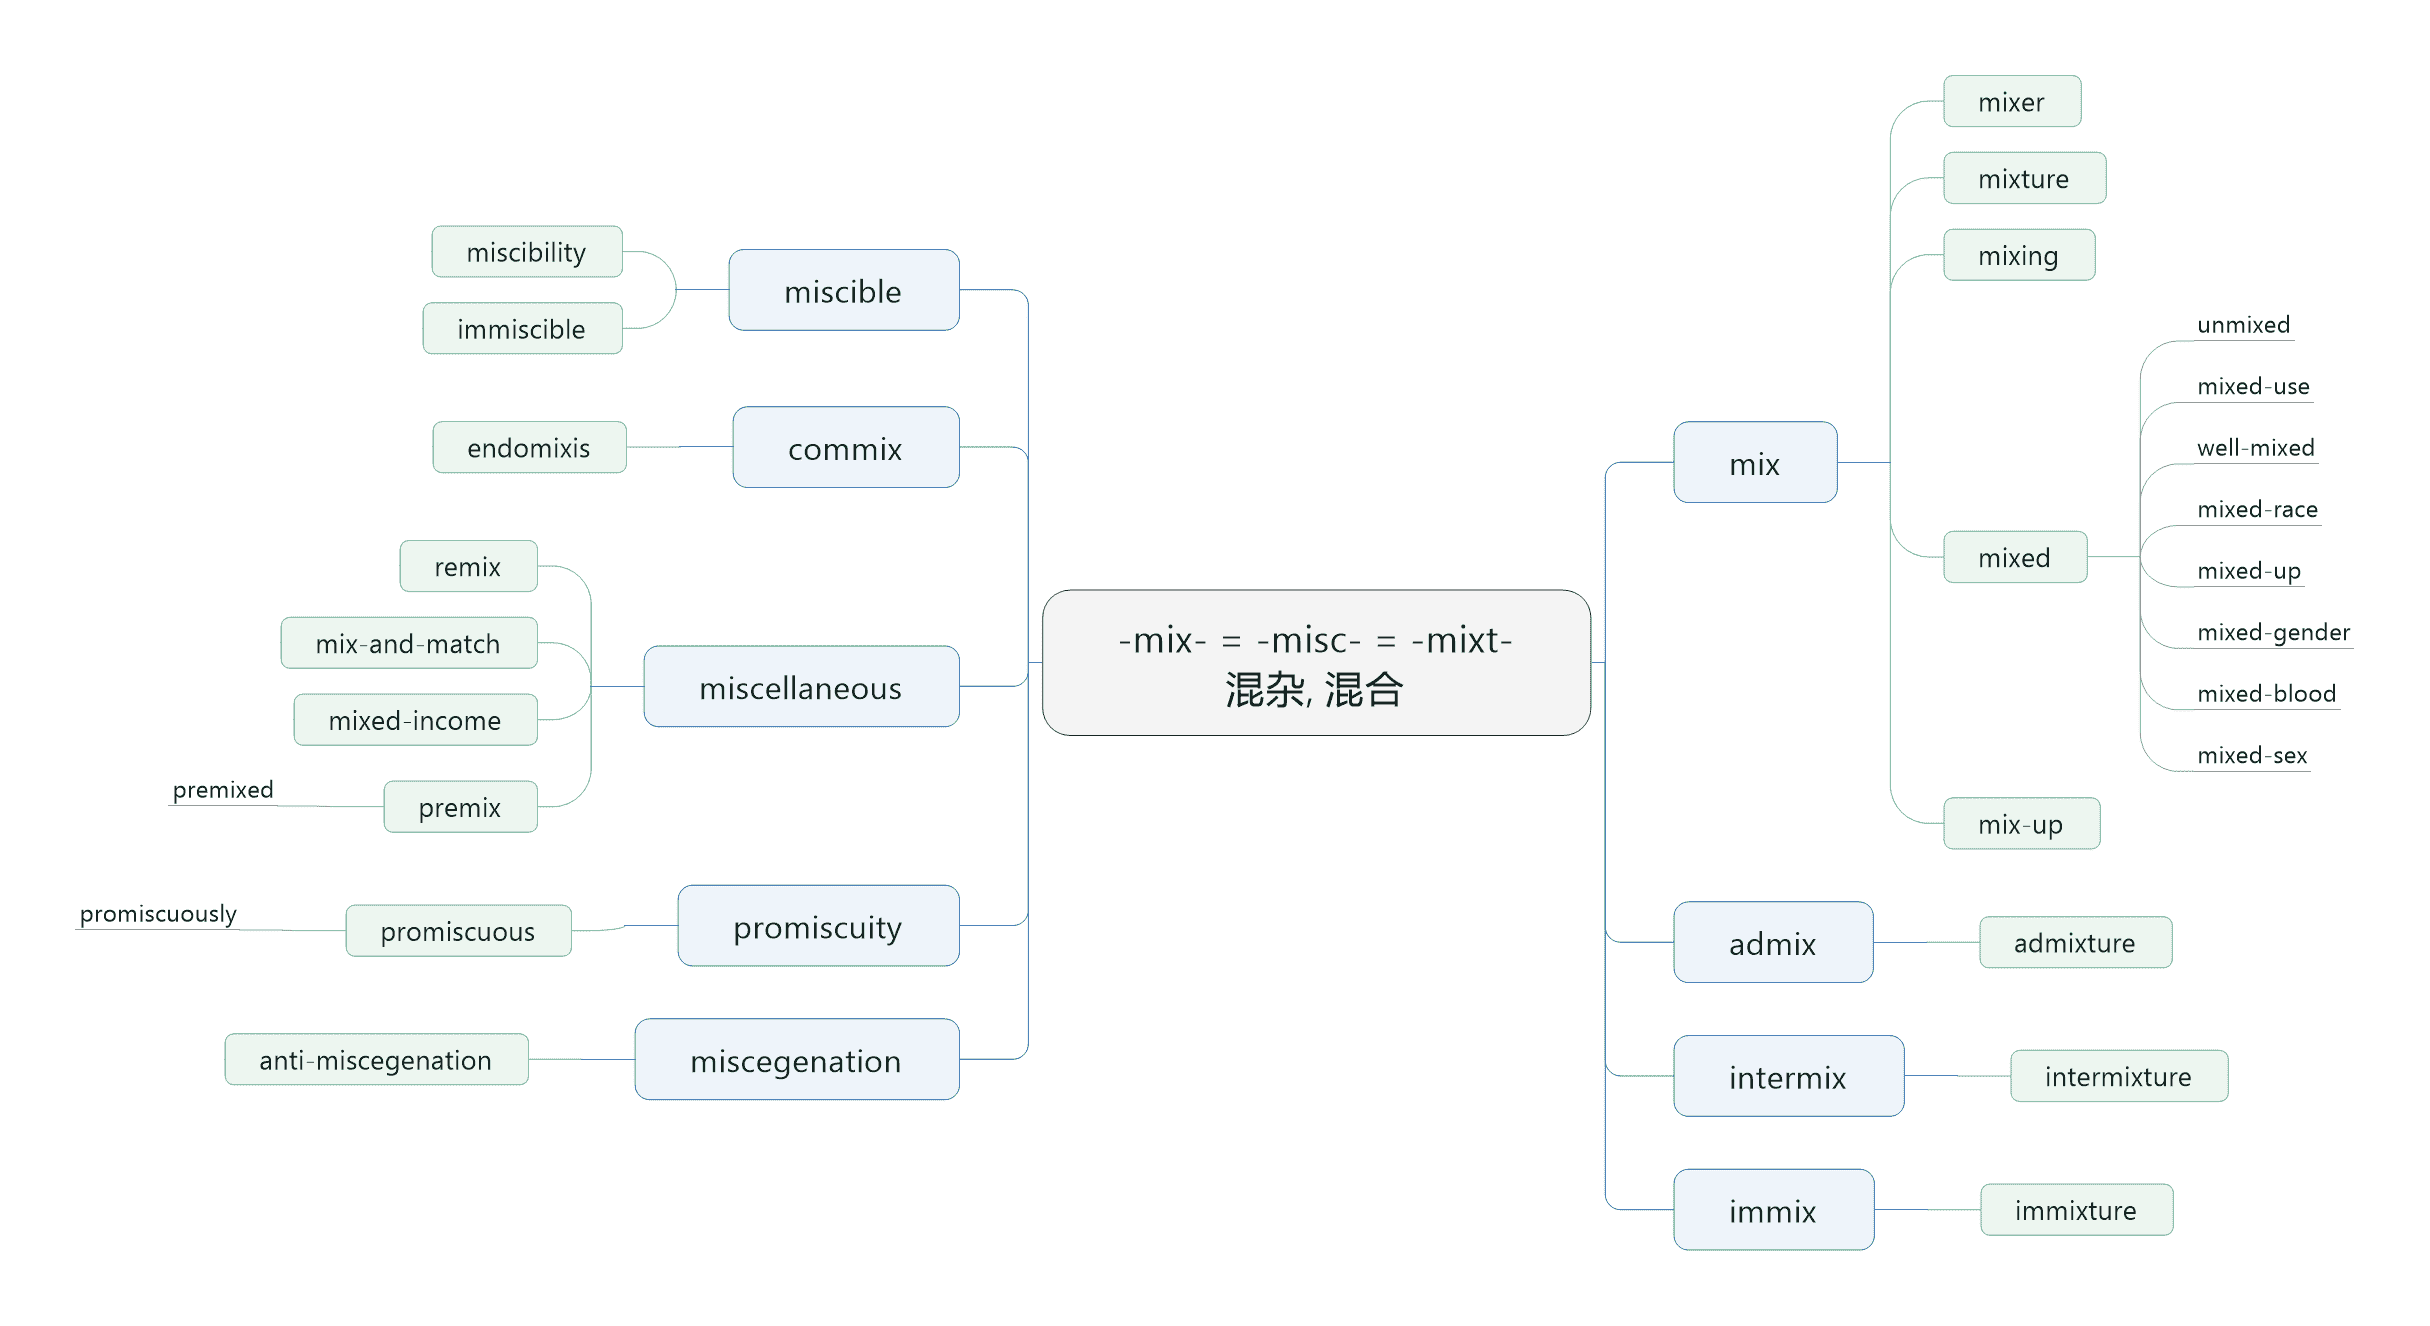 -mix- = -misc- = -mixt-
混杂, 混合
mix
mixer
mixture
mixing
mixed
unmixed
mixed-use
well-mixed
mixed-race
mixed-up
mixed-gender
mixed-blood
mixed-sex
mix-up
admix
admixture
intermix
intermixture
immix
immixture
miscible
miscibility
immiscible
commix
endomixis
miscellaneous
remix
mix-and-match
mixed-income
premix
premixed
promiscuity
promiscuous
promiscuously
miscegenation
anti-miscegenation